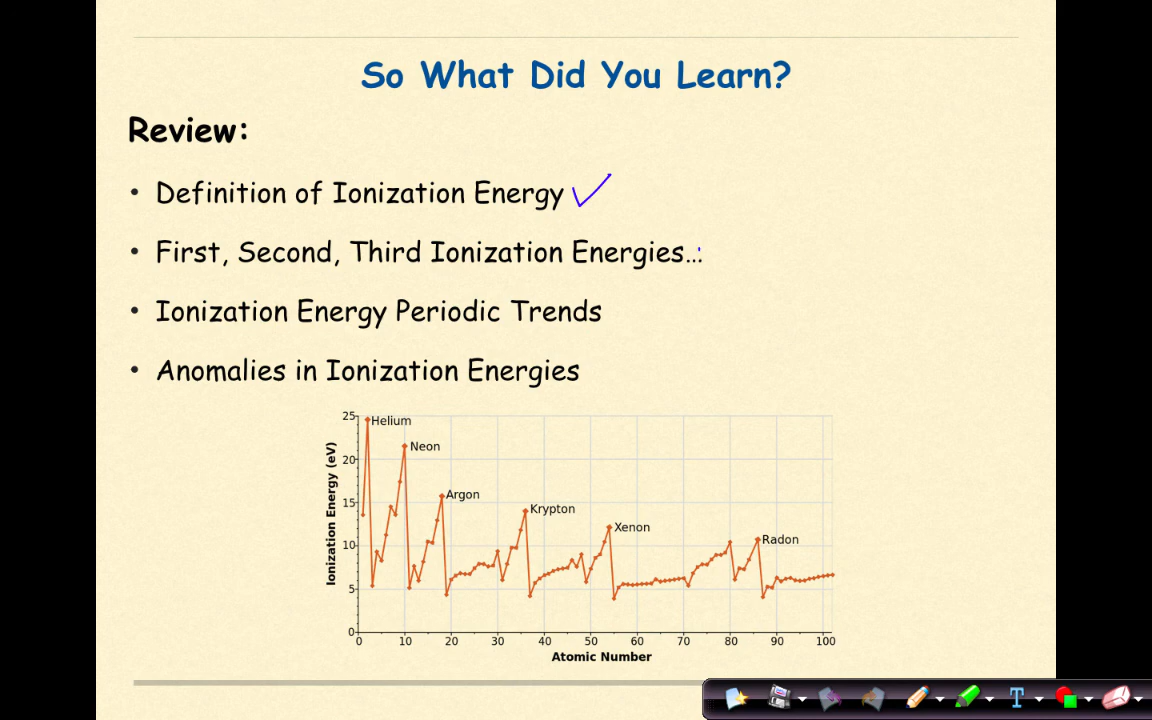 So What Did You Learn?
Review:
• Definition of Ionization Energy
• First, Second, Third Ionization Energies...
• Ionization Energy Periodic Trends
• Anomalies in Ionization Energies
25
Helium
Neon
20
Argon
15
Krypton
Xenon
Radon
10
5
0
Ionization Energy (eV)
0 10 20 30 40 50 60 70 80 90 100
Atomic Number
T